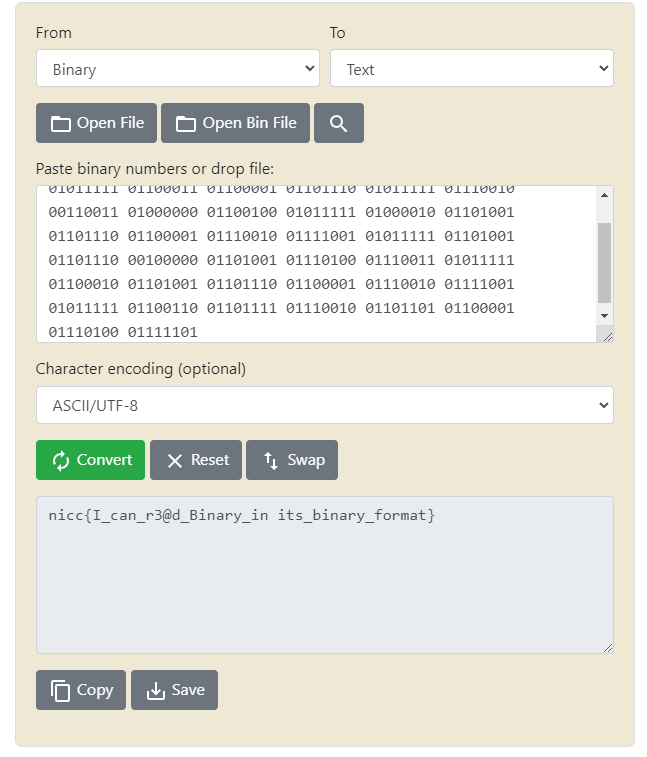 From To
Binary Text
Open File Open Bin File
Paste binary numbers or drop file:
01011111 01100011 01100001 01101110 01011111 01110010
00110011 01000000 01100100 01011111 01000010 01101001
01101110 01100001 01110010 01111001 01011111 01101001
01101110 00100000 01101001 01110100 01110011 01011111
01100010 01101001 01101110 01100001 01110010 01111001
01011111 01100110 01101111 01110010 01101101 01100001
01110100 01111101
Character encoding (optional)
ASCII/UTF-8
Convert Reset Swap
nicc{I_can_r3@d_Binary_in its_binary_format}
Copy Save